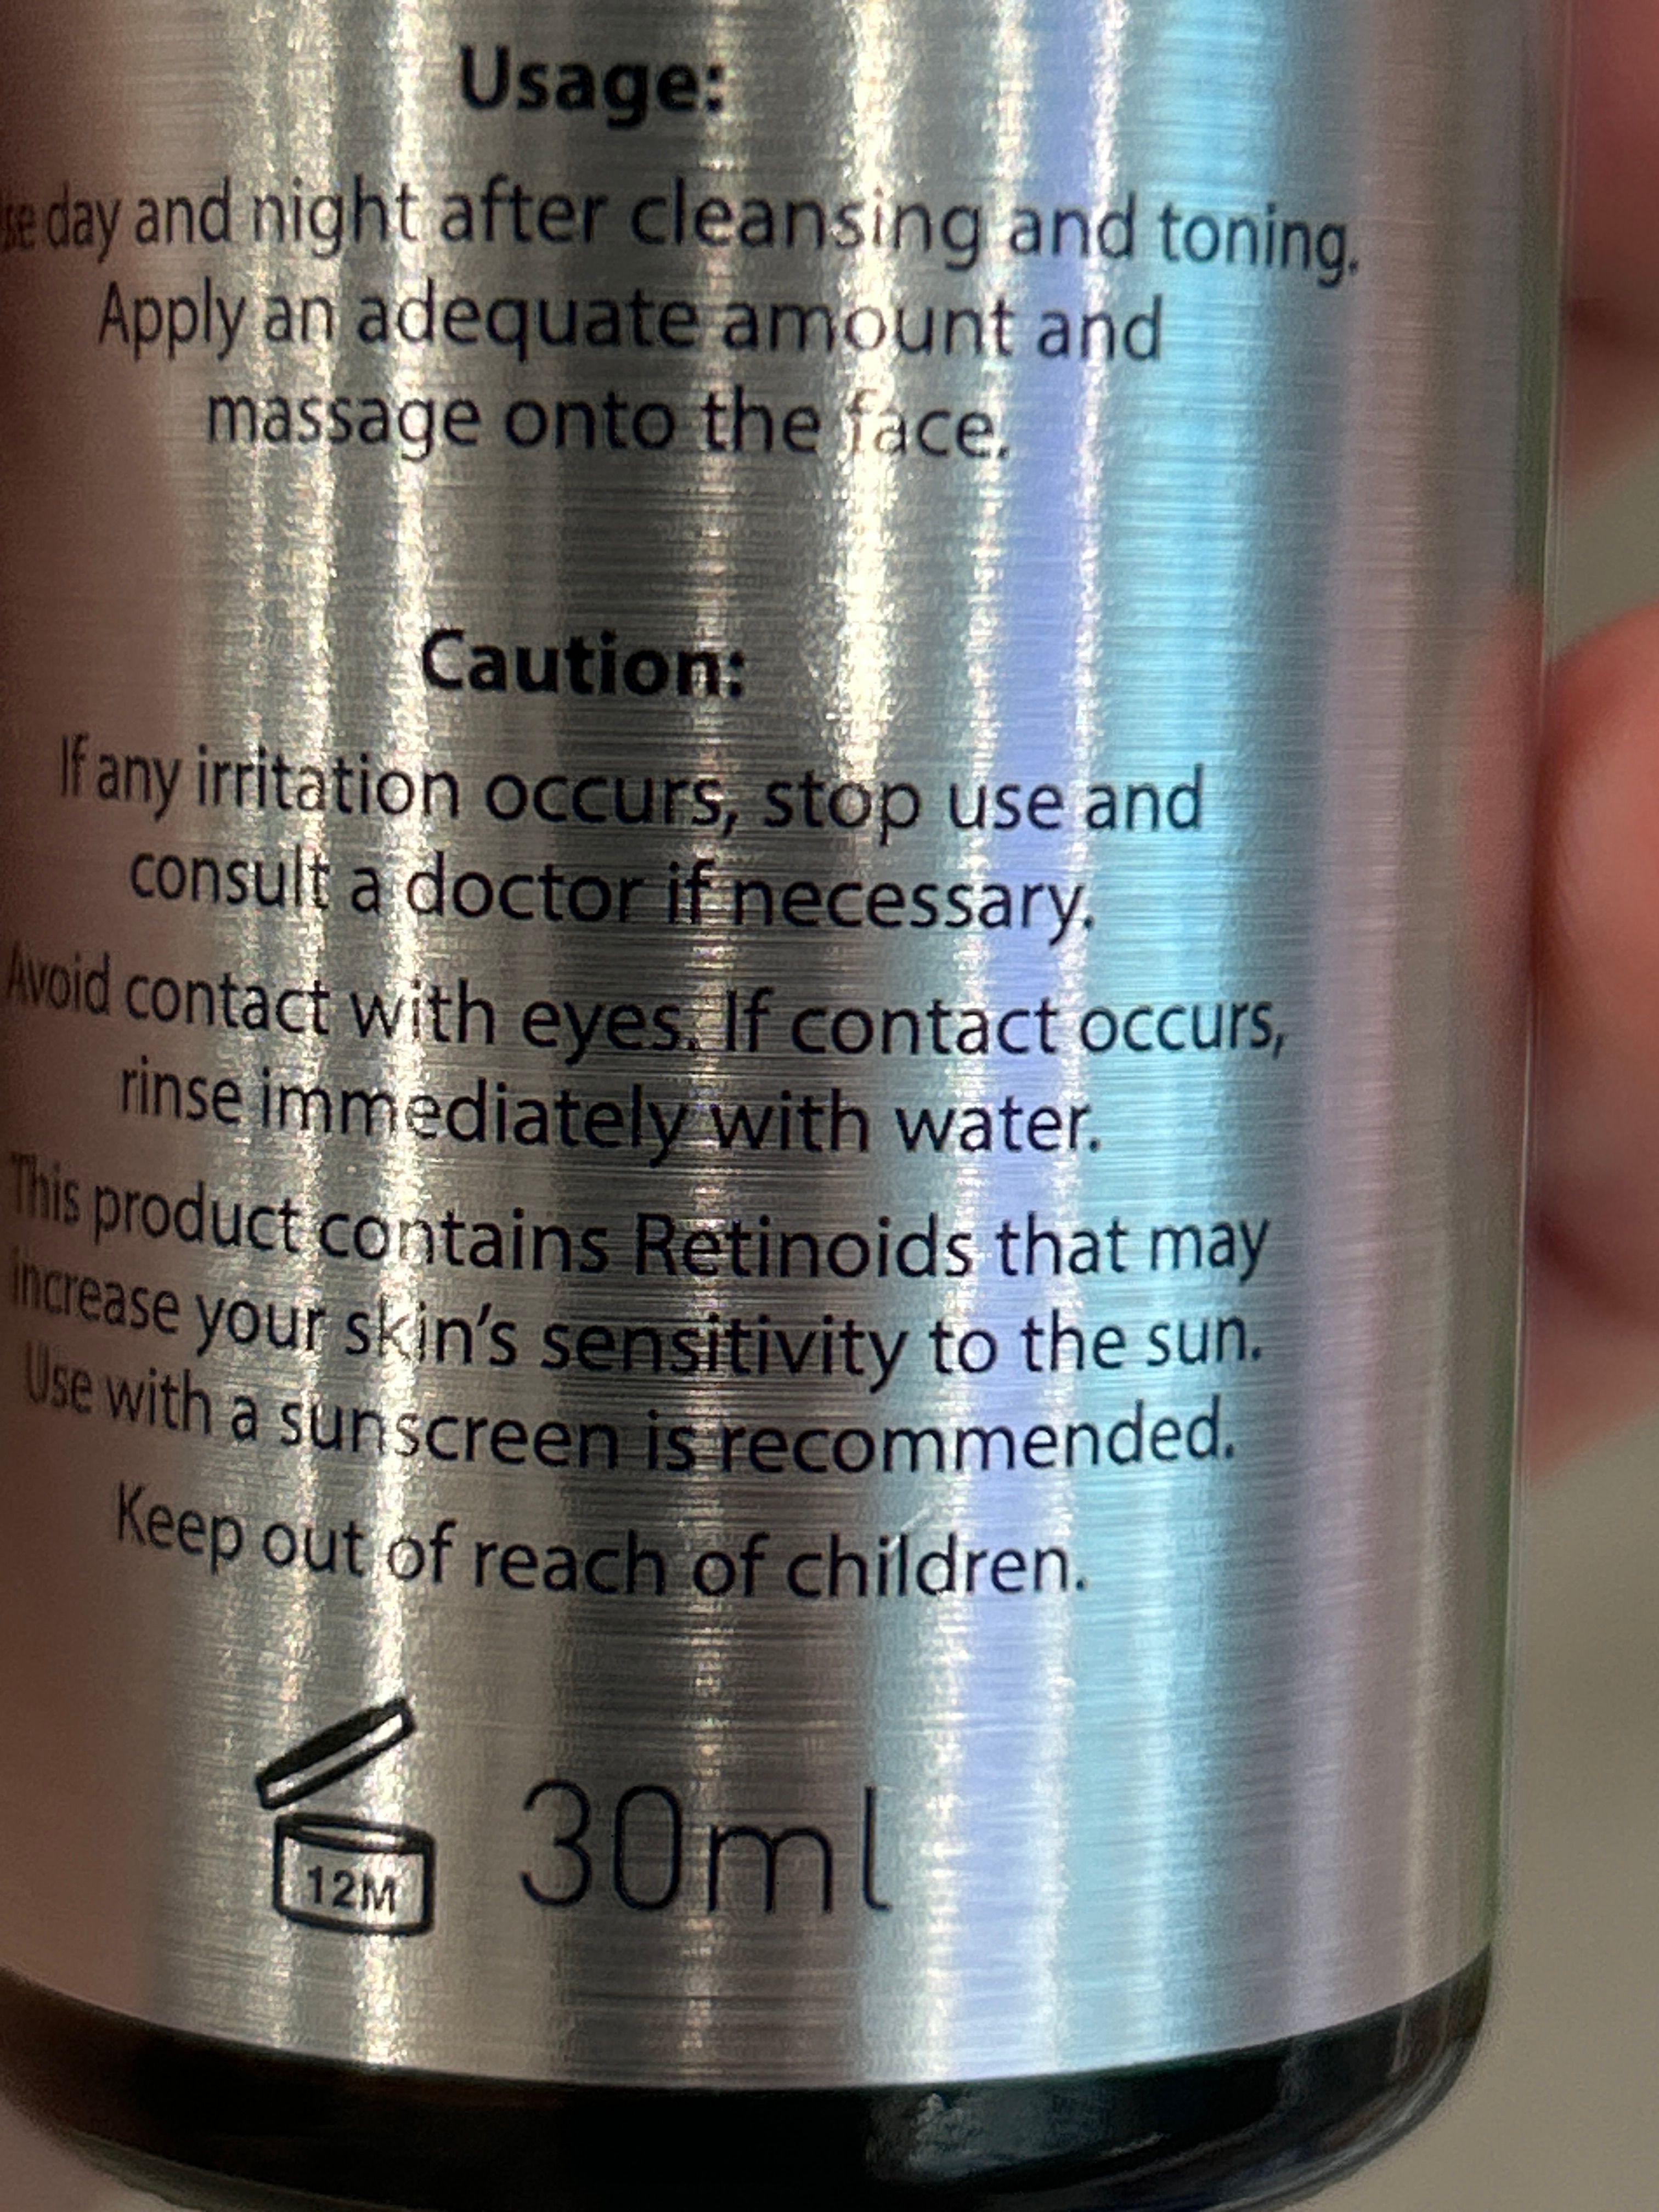 Usage:
day and night after cleansing and toning.
Apply an adequate amount and
massage onto the face.
Caution:
If any irritation occurs, stop use and
consult a doctor if necessary.
Avoid contact with eyes. If contact occurs,
rinse immediately with water.
This product contains Retinoids that may
increase your skin's sensitivity to the sun.
Use with a sunscreen is recommended.
Keep out of reach of children.
12M 30ml